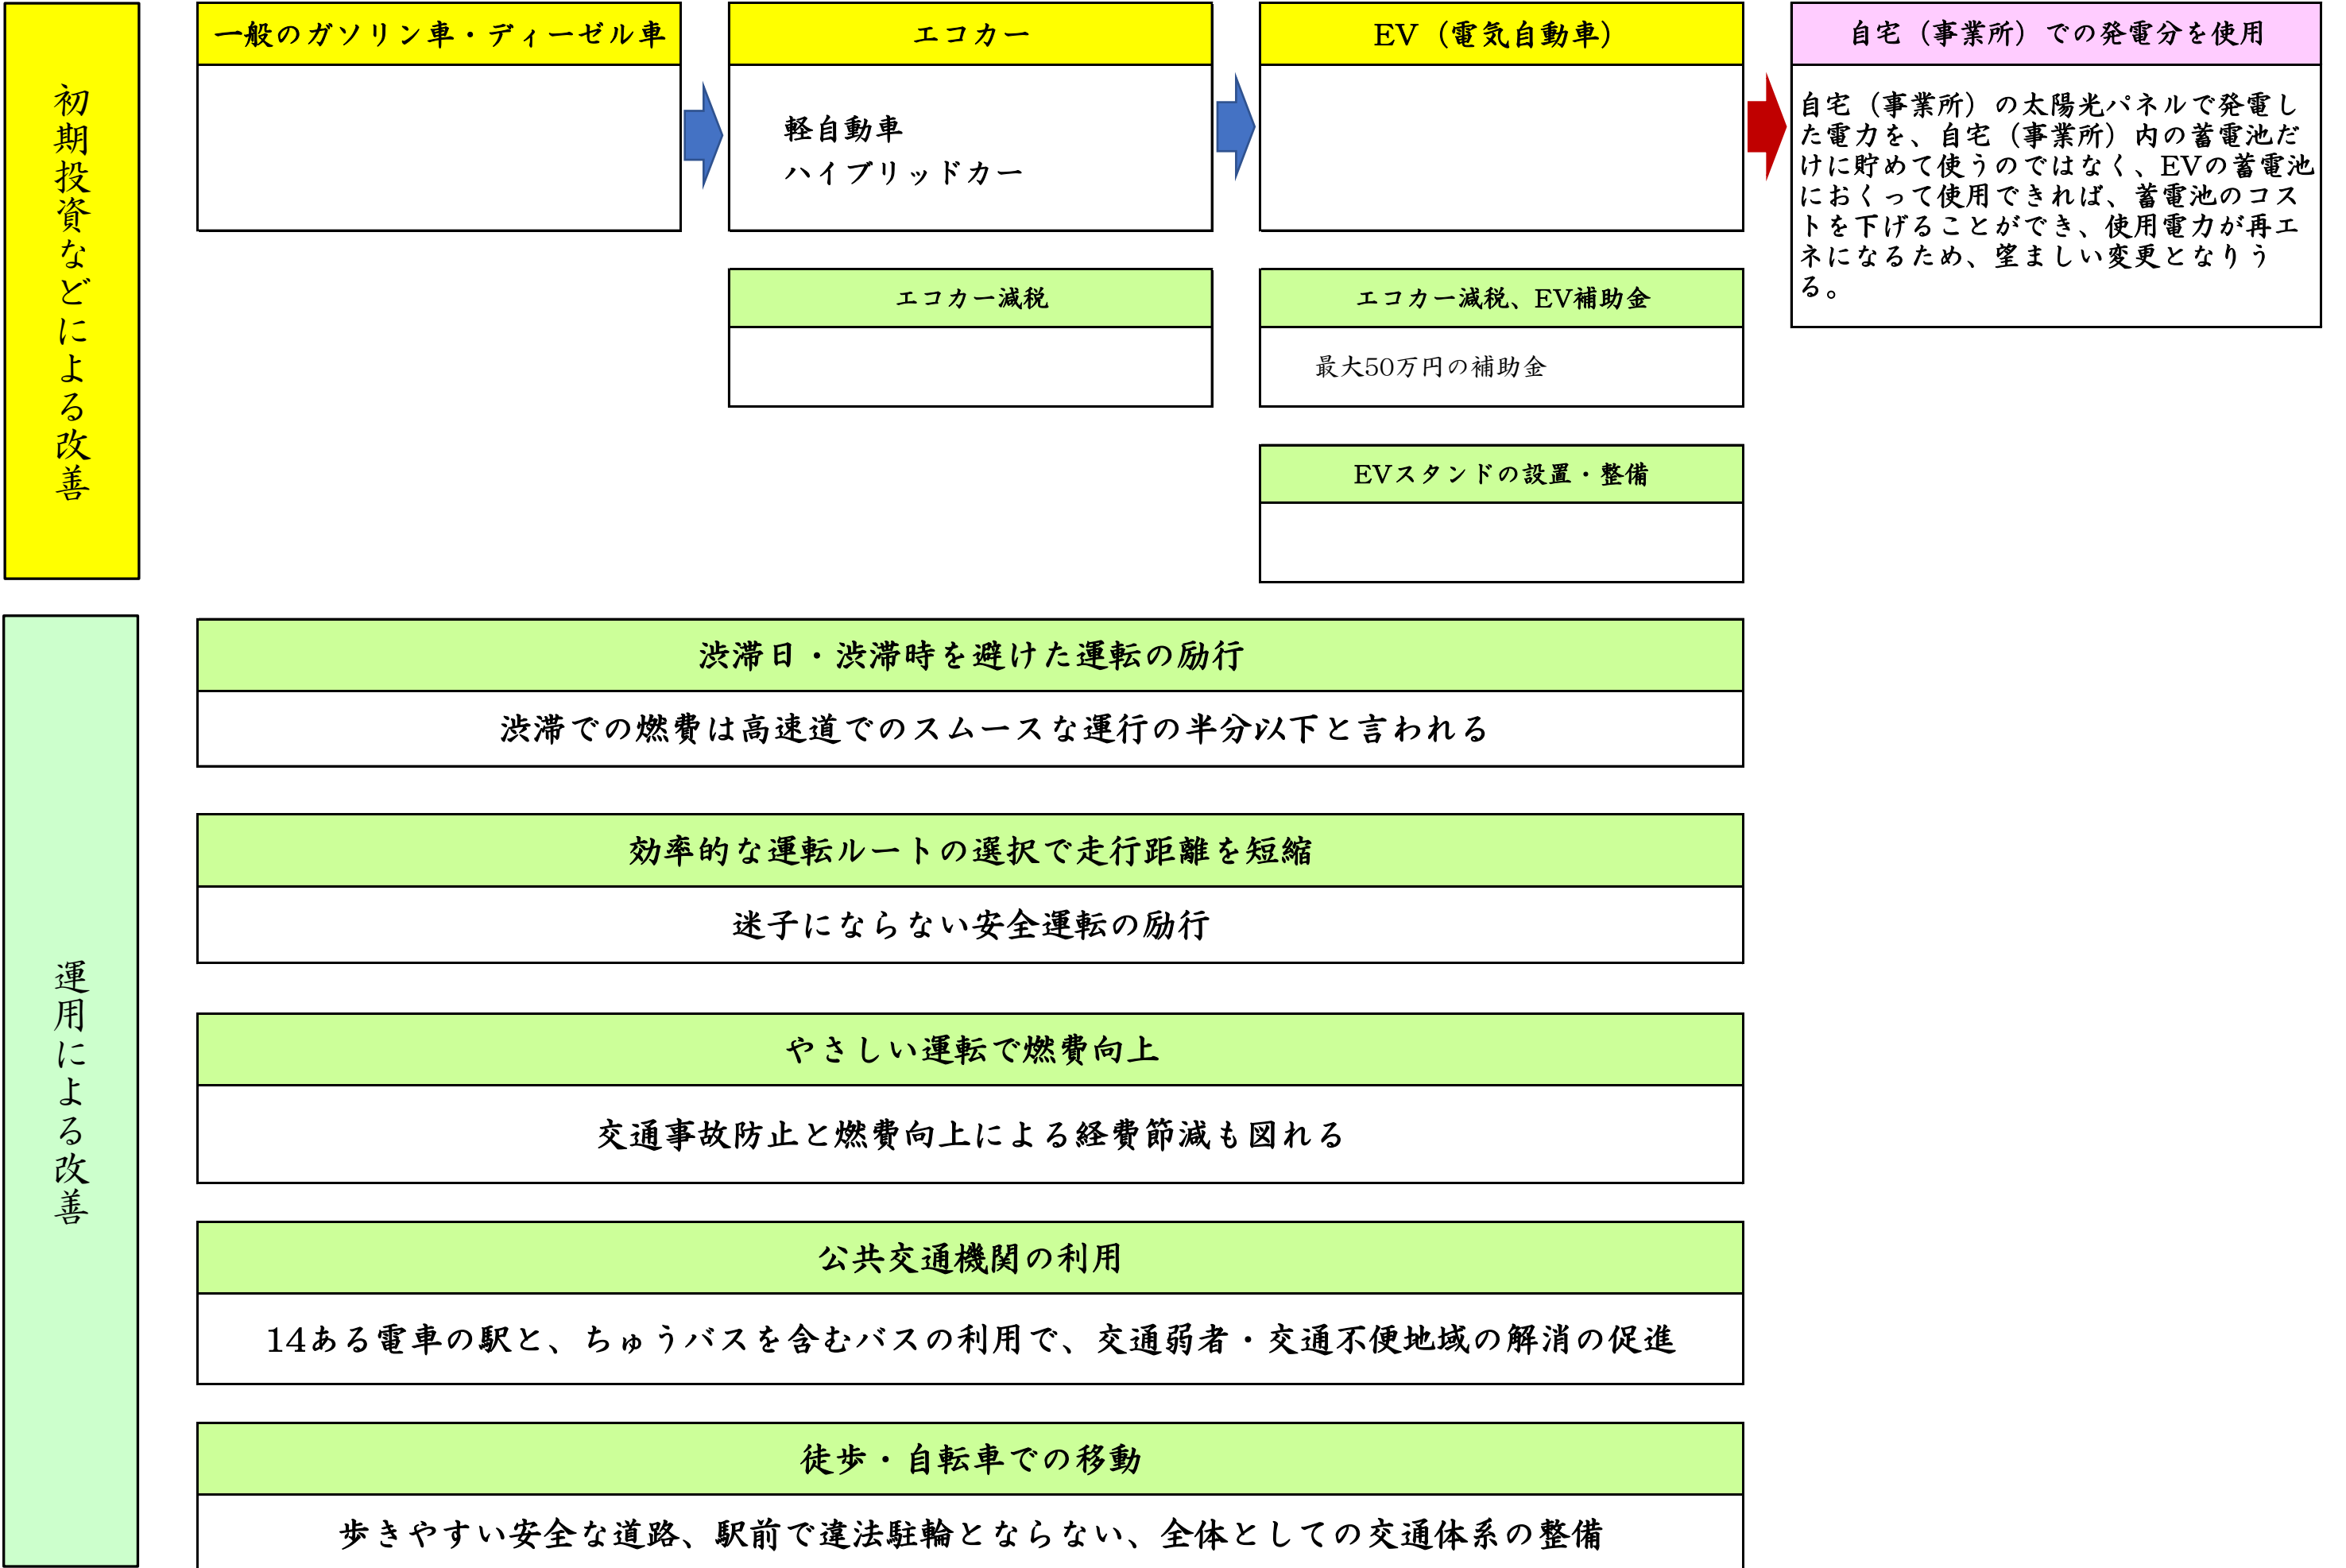 初期投資などによる改善
一般のガソリン車・ディーゼル車
エコカー
軽自動車
ハイブリッドカー
EV（電気自動車）
自宅（事業所）での発電分を使用
自宅（事業所）の太陽光パネルで発電し
た電力を、自宅（事業所）内の蓄電池だ
けに貯めて使うのではなく、EVの蓄電池
におくって使用できれば、蓄電池のコス
トを下げることができ、使用電力が再エ
ネになるため、望ましい変更となりう
る。
エコカー減税
エコカー減税、EV補助金
最大50万円の補助金
EVスタンドの設置・整備
運用による改善
渋滞日・渋滞時を避けた運転の励行
渋滞での燃費は高速道でのスムースな運行の半分以下と言われる
効率的な運転ルートの選択で走行距離を短縮
迷子にならない安全運転の励行
やさしい運転で燃費向上
交通事故防止と燃費向上による経費節減も図れる
公共交通機関の利用
14ある電車の駅と、ちゅうバスを含むバスの利用で、交通弱者・交通不便地域の解消の促進
徒歩・自転車での移動
歩きやすい安全な道路、駅前で違法駐輪とならない、全体としての交通体系の整備